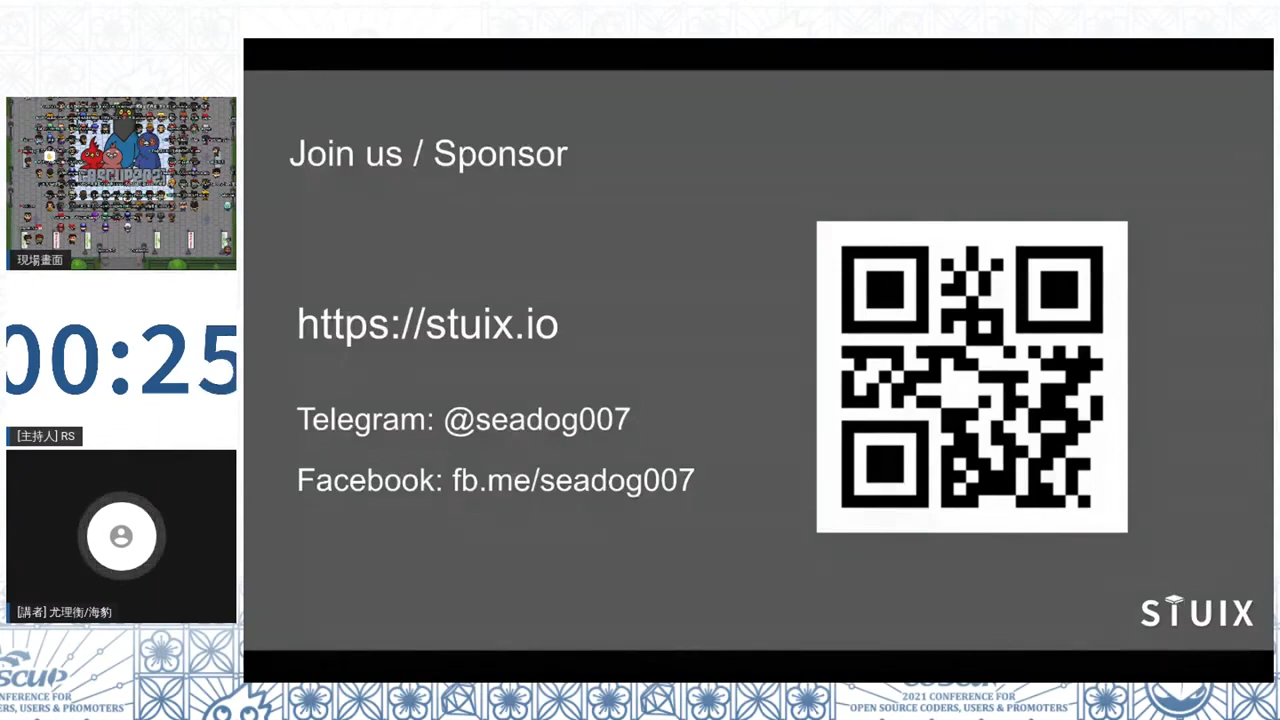 Join us / Sponsor
https://stuix.io
Telegram: @seadog007
Facebook: fb.me/seadog007
STUIX
現場畫面
00:25
[主持人] RS
[講者] 尤理衡/海豹
2021 CONFERENCE FOR
OPEN SOURCE CODERS, USERS & PROMOTERS